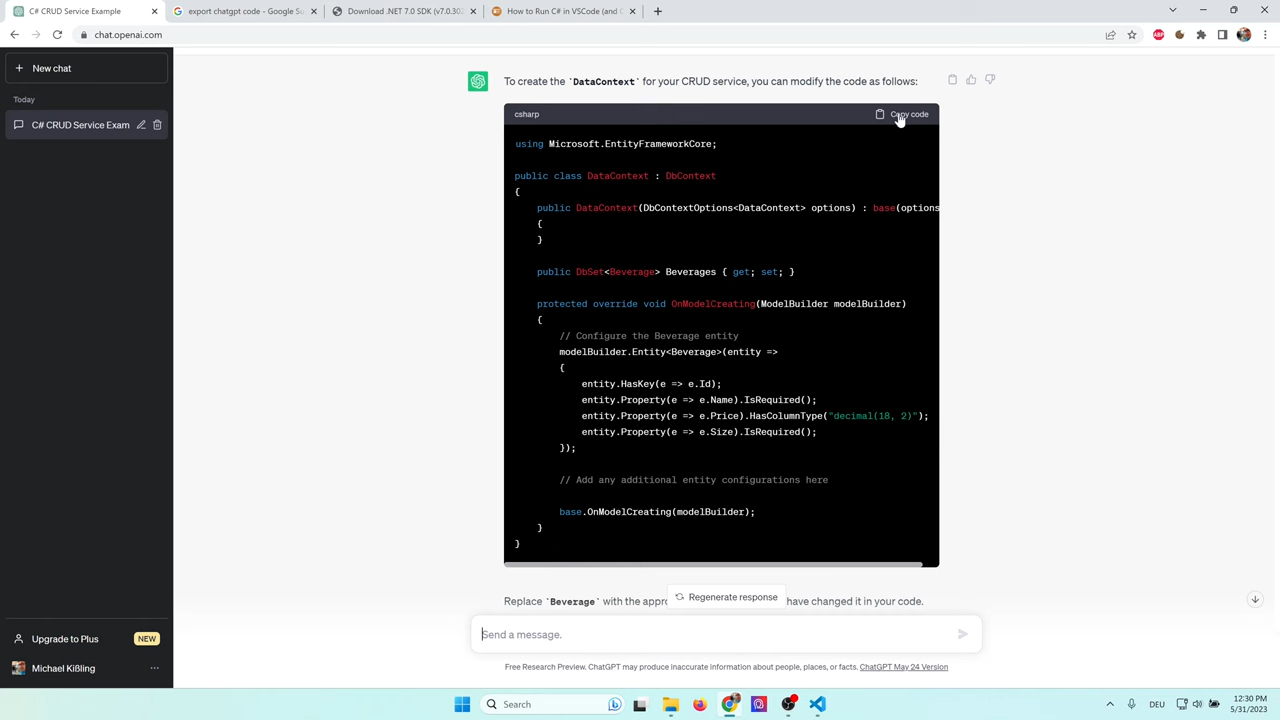 C# CRUD Service Example
export chatgpt code - Google Su
Download .NET 7.0 SDK (v7.0.302
How to Run C# in VSCode (and C
chat.openai.com
ABP
New chat
Today
C# CRUD Service Exam
To create the `DataContext` for your CRUD service, you can modify the code as follows:
csharp
Copy code
using Microsoft.EntityFrameworkCore;
public class DataContext : DbContext
{
public DataContext(DbContextOptions<DataContext> options) : base(options
{
}
public DbSet<Beverage> Beverages { get; set; }
protected override void OnModelCreating(ModelBuilder modelBuilder)
{
// Configure the Beverage entity
modelBuilder.Entity<Beverage>(entity =>
{
entity.HasKey(e => e.Id);
entity.Property(e => e.Name).IsRequired();
entity.Property(e => e.Price).HasColumnType("decimal(18, 2)");
entity.Property(e => e.Size).IsRequired();
});
// Add any additional entity configurations here
base.OnModelCreating(modelBuilder);
}
}
Replace `Beverage` with the appro
have changed it in your code.
Regenerate response
Send a message.
Free Research Preview. ChatGPT may produce inaccurate information about people, places, or facts. ChatGPT May 24 Version
Upgrade to Plus
NEW
Michael Kißling
Search
DEU
12:30 PM
5/31/2023